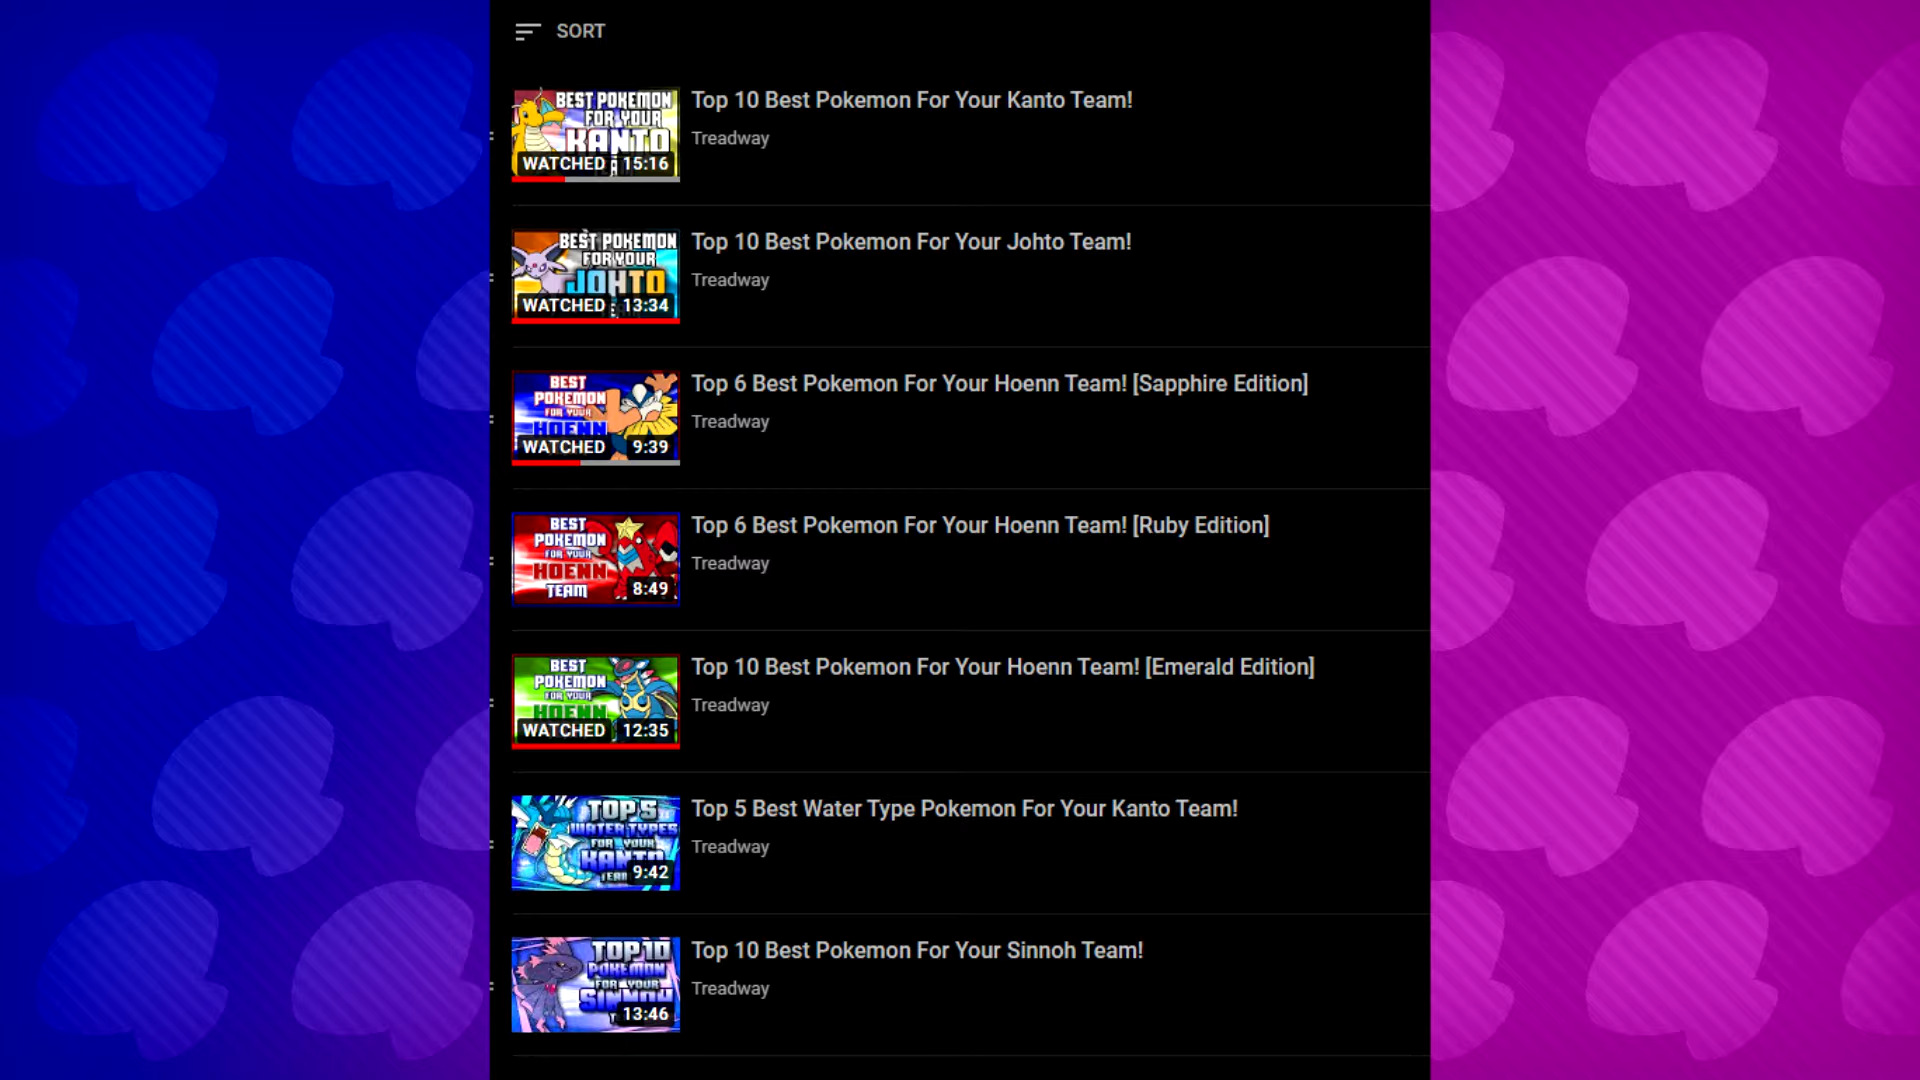 SORT
BEST POKEMON
FOR YOUR
KANTO
WATCHED
15:16
Top 10 Best Pokemon For Your Kanto Team!
Treadway
BEST POKEMON
FOR YOUR
JOHTO
WATCHED
13:34
Top 10 Best Pokemon For Your Johto Team!
Treadway
BEST
POKEMON
FOR YOUR
HOENN
WATCHED
9:39
Top 6 Best Pokemon For Your Hoenn Team! [Sapphire Edition]
Treadway
BEST
POKEMON
FOR YOUR
HOENN
TEAM
8:49
Top 6 Best Pokemon For Your Hoenn Team! [Ruby Edition]
Treadway
BEST
POKEMON
FOR YOUR
HOENN
WATCHED
12:35
Top 10 Best Pokemon For Your Hoenn Team! [Emerald Edition]
Treadway
TOP 5
WATER TYPES
FOR YOUR
KANTO
9:42
Top 5 Best Water Type Pokemon For Your Kanto Team!
Treadway
TOP 10
POKEMON
FOR YOUR
SINNOH
13:46
Top 10 Best Pokemon For Your Sinnoh Team!
Treadway